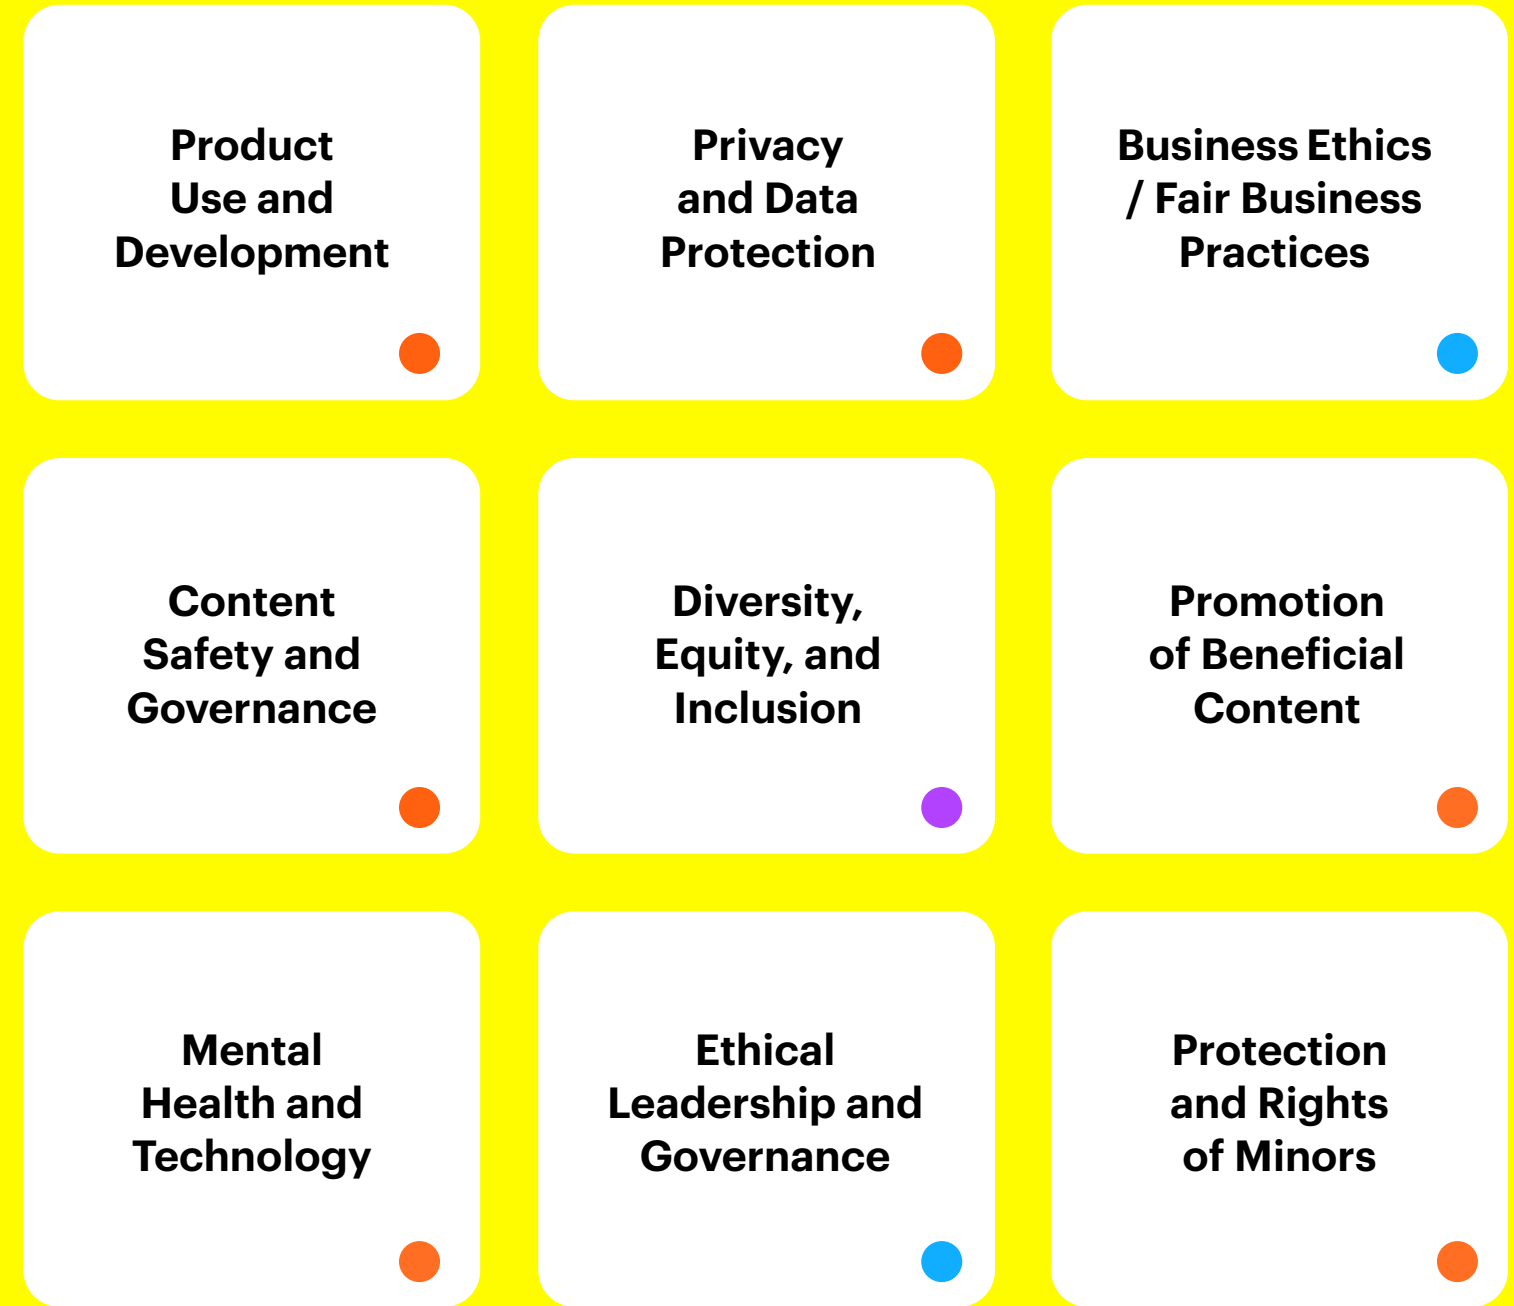 Product
Use and
Development
Privacy
and Data
Protection
Business Ethics
/ Fair Business
Practices
Content
Safety and
Governance
Diversity,
Equity, and
Inclusion
Promotion
of Beneficial
Content
Mental
Health and
Technology
Ethical
Leadership and
Governance
Protection
and Rights
of Minors